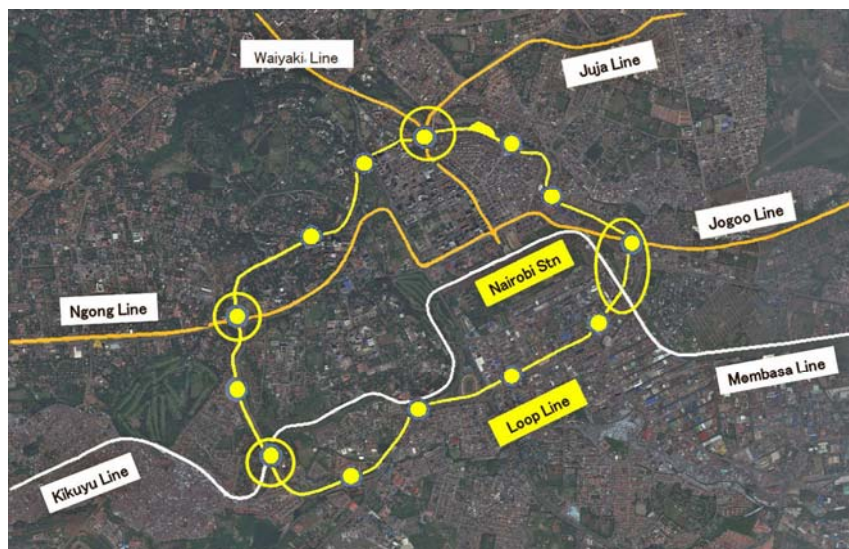 Waiyaki Line
Juja Line
Jogoo Line
Nairobi Stn
Ngong Line
Mombasa Line
Loop Line
Kikuyu Line